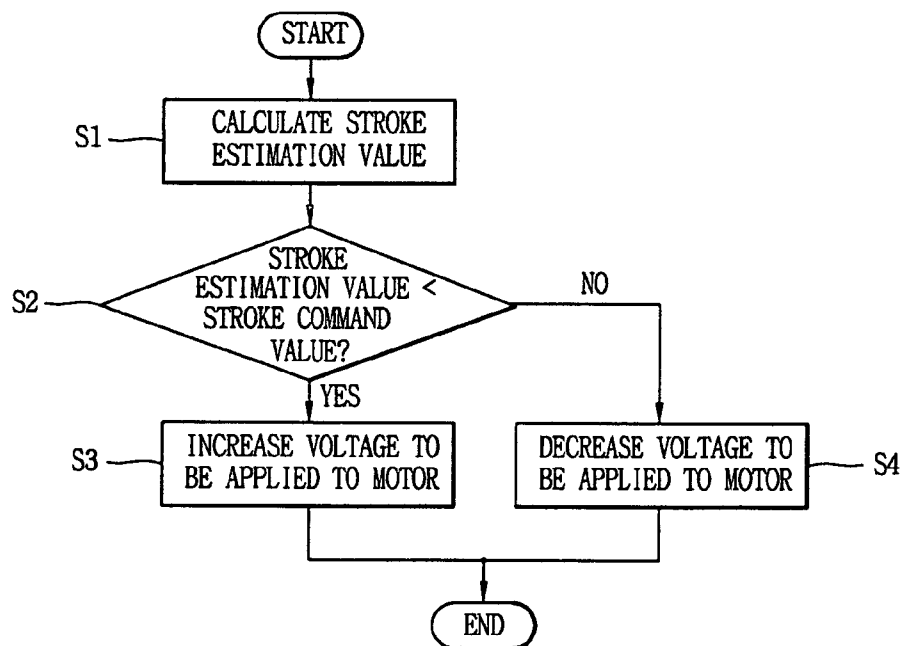 START
S1
CALCULATE STROKE
ESTIMATION VALUE
S2
STROKE
ESTIMATION VALUE <
STROKE COMMAND
VALUE?
NO
YES
S3
INCREASE VOLTAGE TO
BE APPLIED TO MOTOR
DECREASE VOLTAGE TO
BE APPLIED TO MOTOR
S4
END